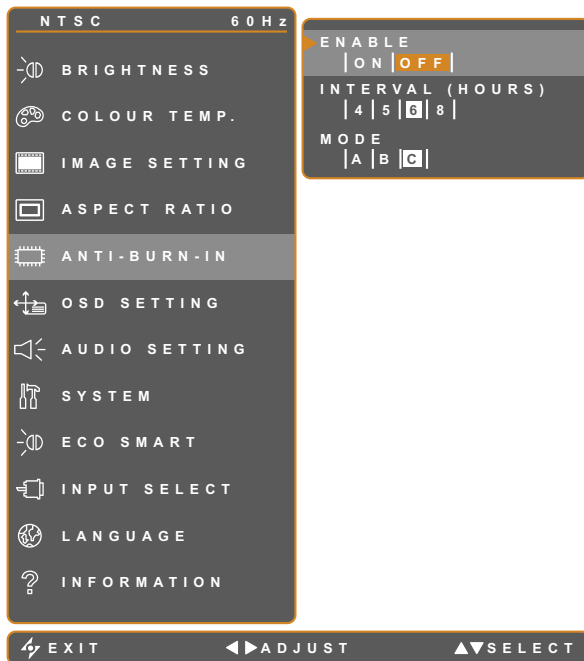 NTSC 60Hz
BRIGHTNESS
COLOUR TEMP.
IMAGE SETTING
ASPECT RATIO
ANTI-BURN-IN
OSD SETTING
AUDIO SETTING
SYSTEM
ECO SMART
INPUT SELECT
LANGUAGE
INFORMATION
ENABLE
ON OFF
INTERVAL (HOURS)
4 5 6 8
MODE
A B C
EXIT ADJUST SELECT